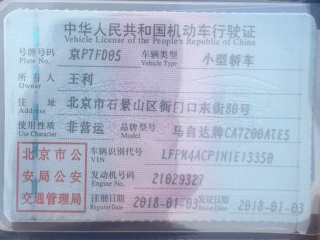 中华人民共和国机动车行驶证
Vehicle License of the People's Republic of China
号牌号码 京P7FD05 车辆类型 小型轿车
Plate No. Vehicle Type
所有人 王利
Owner
住址 北京市石景山区衙门口东街80号
Address
使用性质 非营运 品牌型号 马自达牌CA7200ATE5
Use Character Model
北京市公 车辆识别代号 LFPM4ACP1H1E13350
VIN
安局公安 发动机号码 21029327
Engine No.
交通管理局 注册日期 2018-01-03 发证日期 2018-01-03
Register Date Issue Date